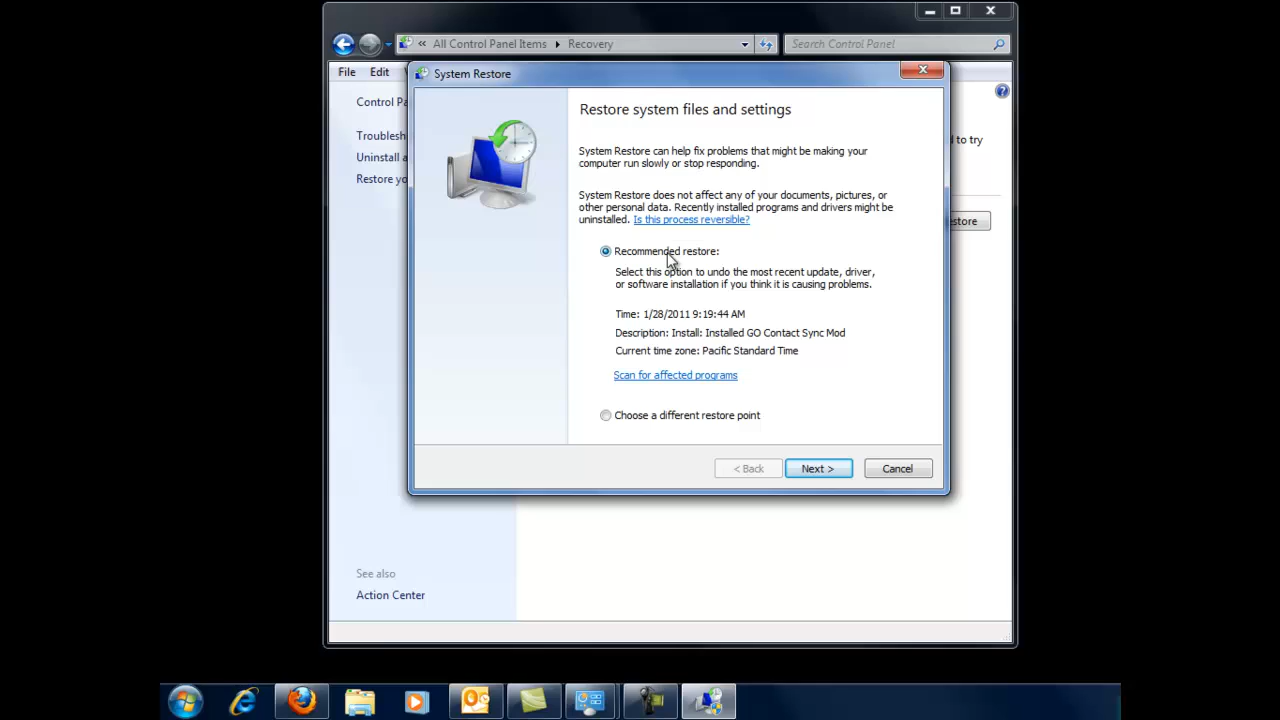 « All Control Panel Items Recovery
Search Control Panel
File Edit
System Restore
Control Pa
Troublesh
Uninstall a
Restore yo
d to try
estore
Restore system files and settings
System Restore can help fix problems that might be making your
computer run slowly or stop responding.
System Restore does not affect any of your documents, pictures, or
other personal data. Recently installed programs and drivers might be
uninstalled. Is this process reversible?
Recommended restore:
Select this option to undo the most recent update, driver,
or software installation if you think it is causing problems.
Time: 1/28/2011 9:19:44 AM
Description: Install: Installed GO Contact Sync Mod
Current time zone: Pacific Standard Time
Scan for affected programs
Choose a different restore point
< Back Next > Cancel
See also
Action Center